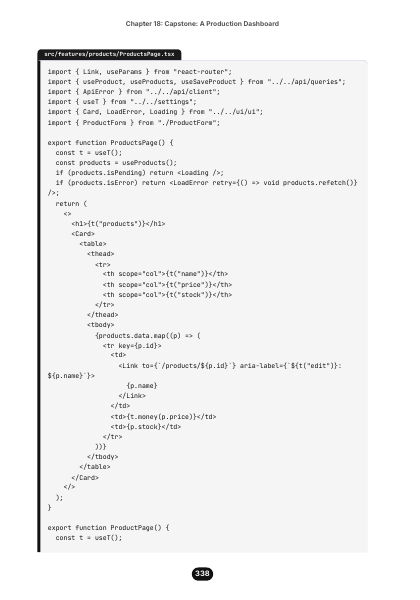 Chapter 18: Capstone: A Production Dashboard
src/features/products/ProductsPage.tsx
import { Link, useParams } from "react-router";
import { useProduct, useProducts, useSaveProduct } from "../../api/queries";
import { ApiError } from "../../api/client";
import { useT } from "../../settings";
import { Card, LoadError, Loading } from "../../ui/ui";
import { ProductForm } from "./ProductForm";

export function ProductsPage() {
  const t = useT();
  const products = useProducts();
  if (products.isPending) return <Loading />;
  if (products.isError) return <LoadError retry={() => void products.refetch()}
/>;
  return (
    <>
      <h1>{t("products")}</h1>
      <Card>
        <table>
          <thead>
            <tr>
              <th scope="col">{t("name")}</th>
              <th scope="col">{t("price")}</th>
              <th scope="col">{t("stock")}</th>
            </tr>
          </thead>
          <tbody>
            {products.data.map((p) => (
              <tr key={p.id}>
                <td>
                  <Link to={`/products/${p.id}`} aria-label={`${t("edit")}:
${p.name}`}>
                    {p.name}
                  </Link>
                </td>
                <td>{t.money(p.price)}</td>
                <td>{p.stock}</td>
              </tr>
            ))}
          </tbody>
        </table>
      </Card>
    </>
  );
}

export function ProductPage() {
  const t = useT();
338